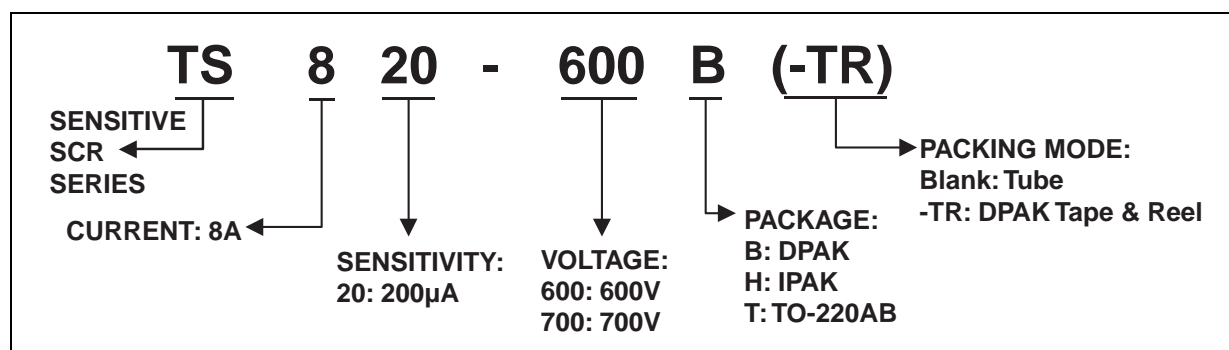 TS 8 20 - 600 B (-TR)
SENSITIVE
SCR
SERIES
CURRENT: 8A
SENSITIVITY:
20: 200µA
VOLTAGE:
600: 600V
700: 700V
PACKAGE:
B: DPAK
H: IPAK
T: TO-220AB
PACKING MODE:
Blank: Tube
-TR: DPAK Tape & Reel